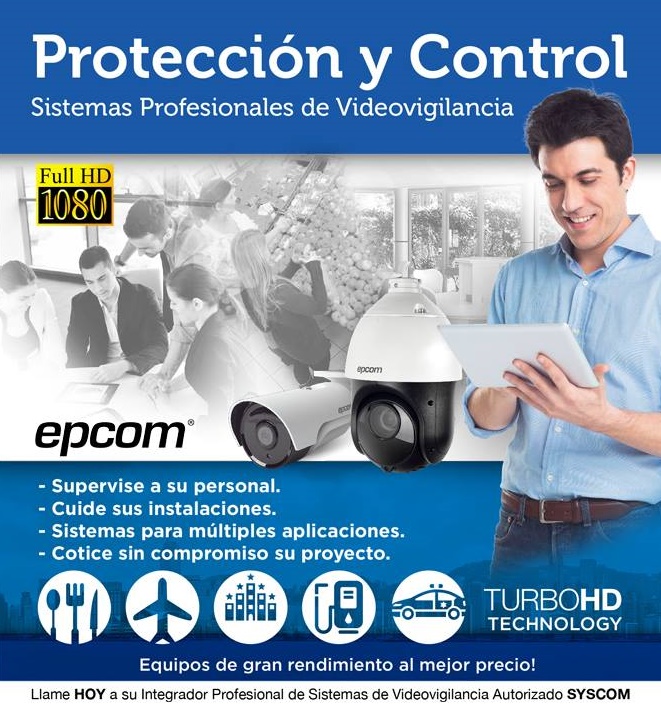 Protección y Control
Sistemas Profesionales de Videovigilancia
Full HD
1080
epcom
epcom
epcom®
- Supervise a su personal.
- Cuide sus instalaciones.
- Sistemas para múltiples aplicaciones.
- Cotice sin compromiso su proyecto.
TURBOHD
TECHNOLOGY
Equipos de gran rendimiento al mejor precio!
Llame HOY a su Integrador Profesional de Sistemas de Videovigilancia Autorizado SYSCOM